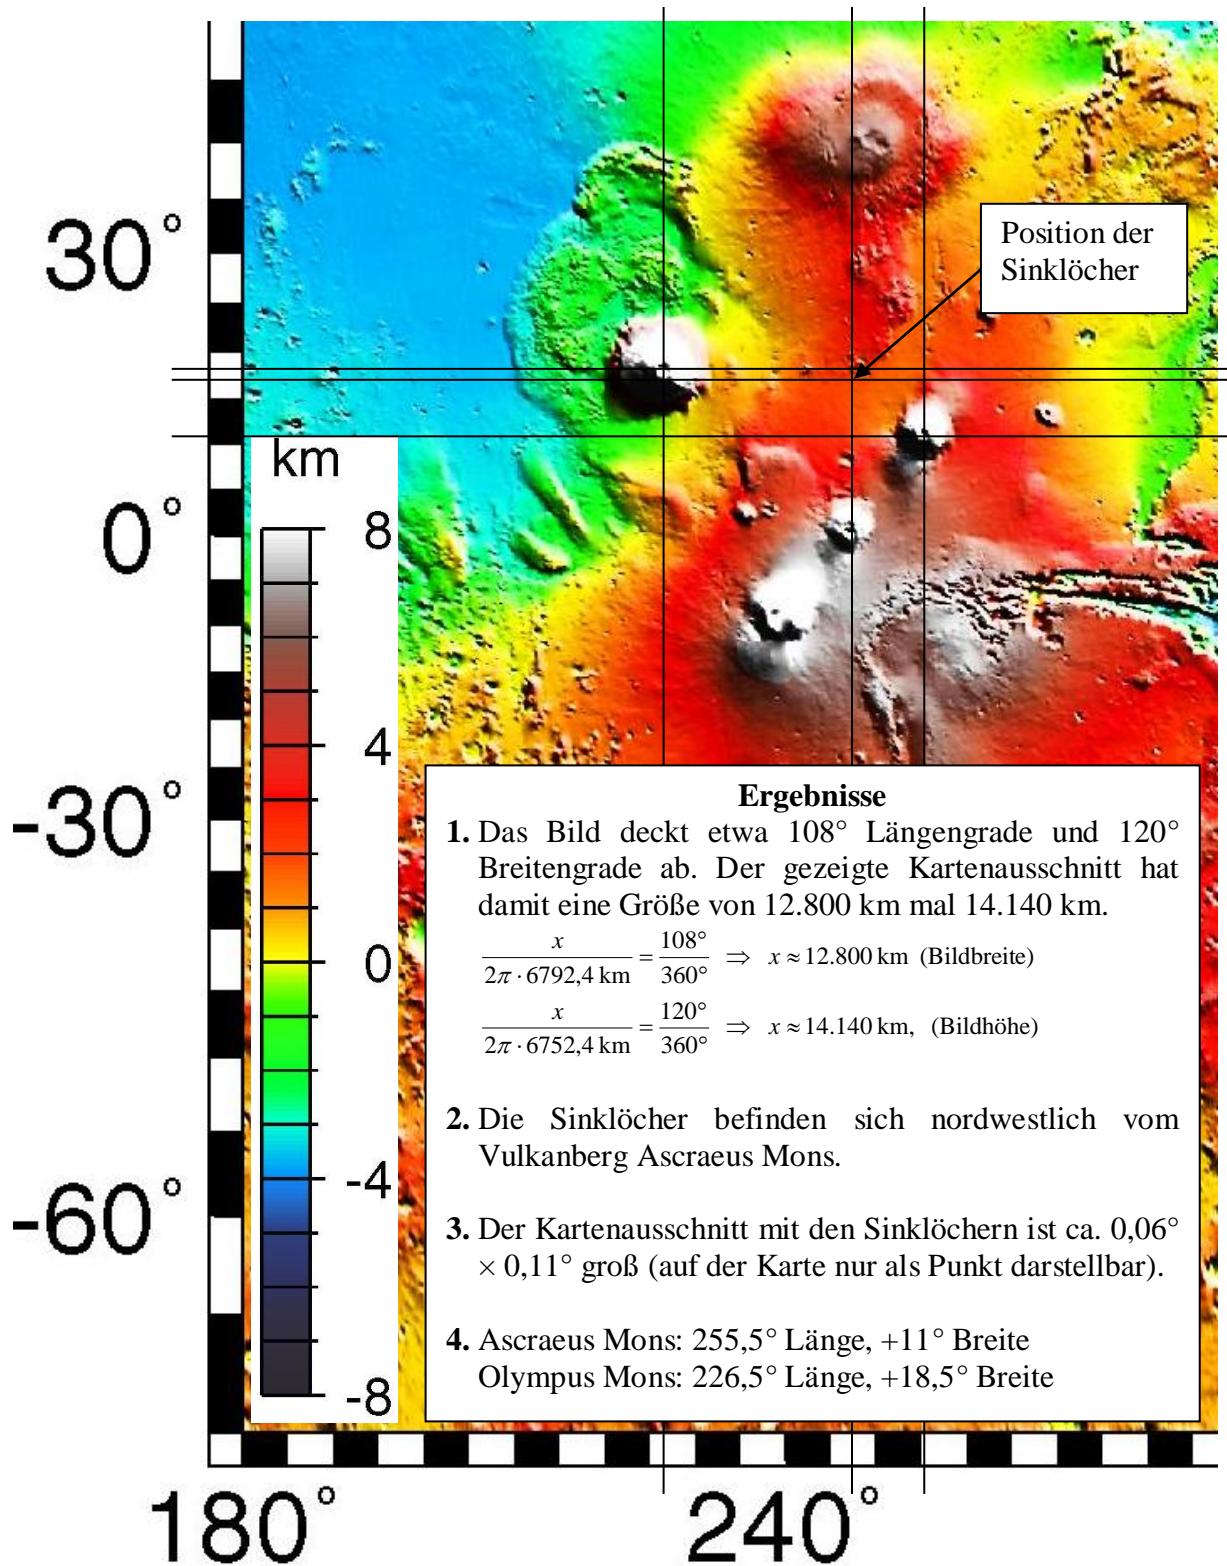 30°
0°
-30°
-60°
180°
240°
km
8
4
0
-4
-8
Position der
Sinklöcher
Ergebnisse
1. Das Bild deckt etwa 108° Längengrade und 120°
Breitengrade ab. Der gezeigte Kartenausschnitt hat
damit eine Größe von 12.800 km mal 14.140 km.
x / (2π · 6792,4 km) = 108° / 360° ⇒ x ≈ 12.800 km (Bildbreite)
x / (2π · 6752,4 km) = 120° / 360° ⇒ x ≈ 14.140 km, (Bildhöhe)
2. Die Sinklöcher befinden sich nordwestlich vom
Vulkanberg Ascraeus Mons.
3. Der Kartenausschnitt mit den Sinklöchern ist ca. 0,06°
× 0,11° groß (auf der Karte nur als Punkt darstellbar).
4. Ascraeus Mons: 255,5° Länge, +11° Breite
Olympus Mons: 226,5° Länge, +18,5° Breite